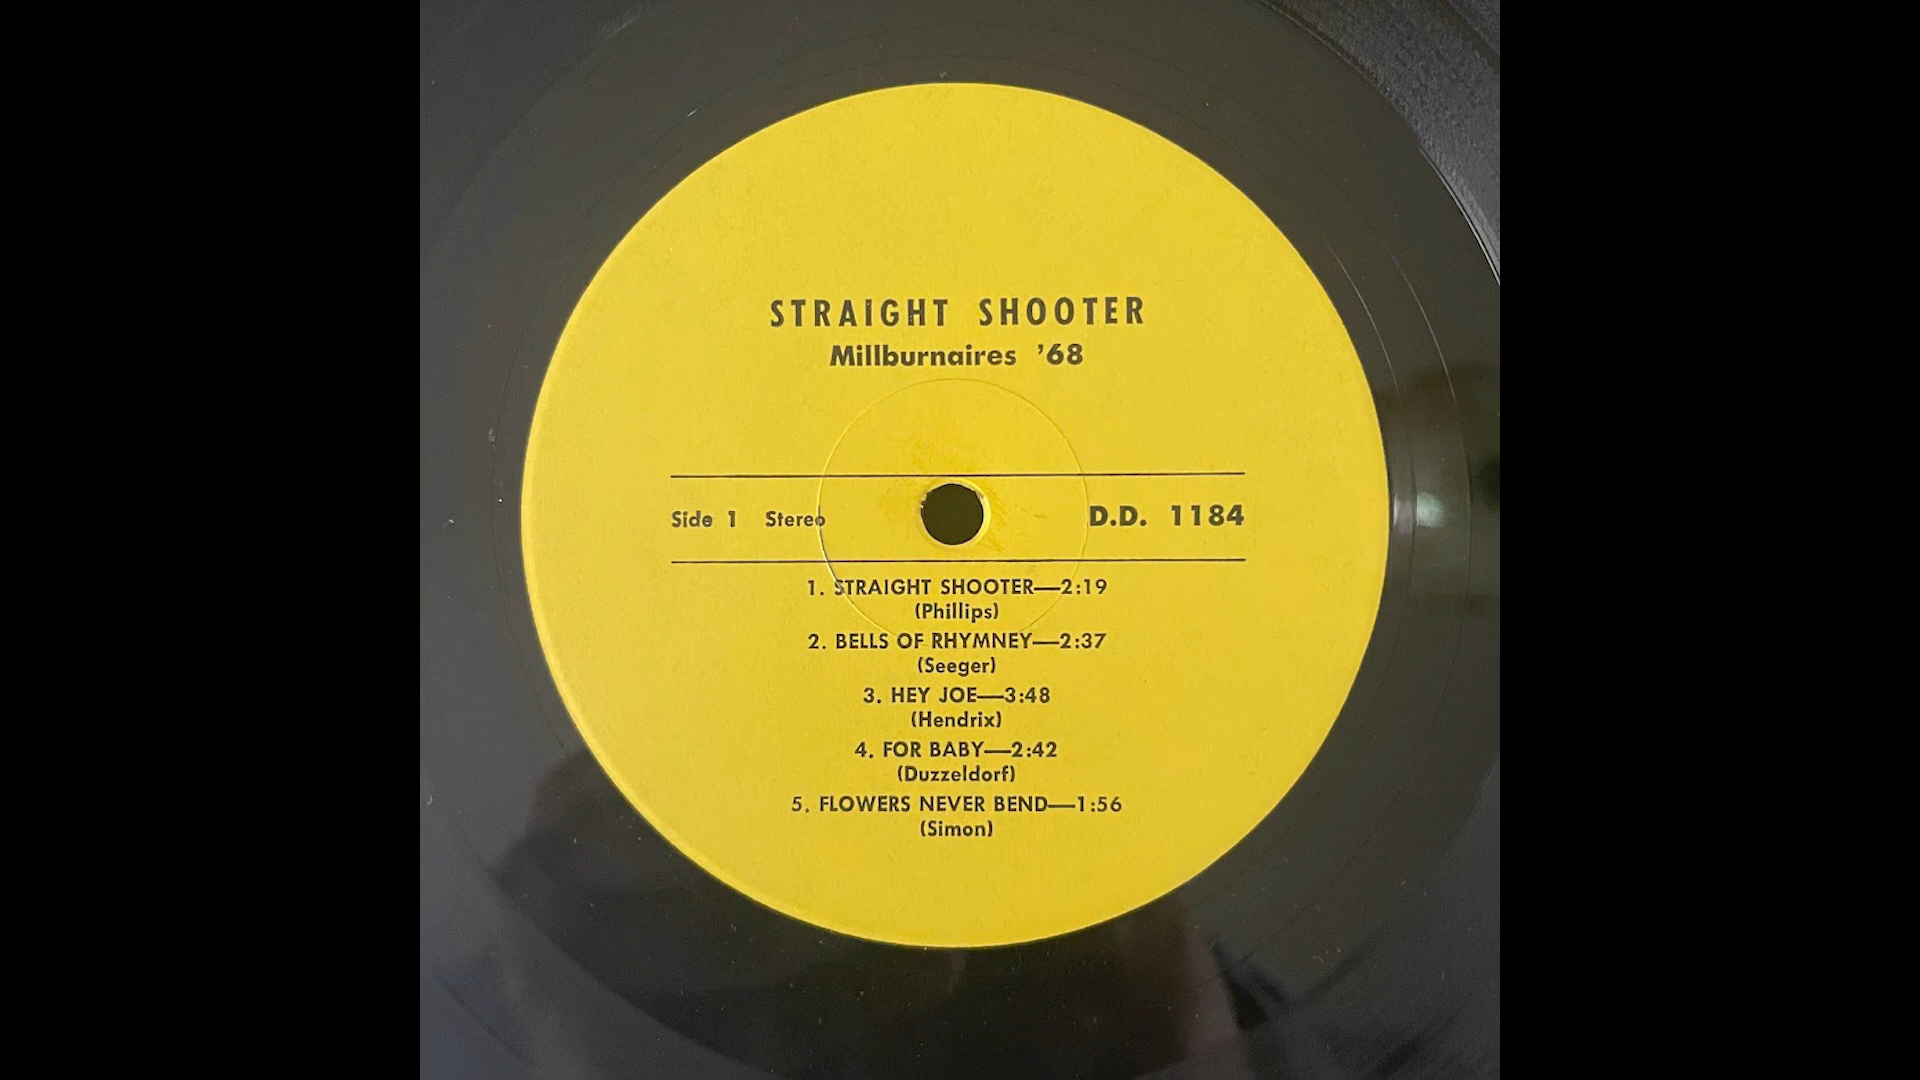 STRAIGHT SHOOTER
Millburnaires '68
Side 1 Stereo D.D. 1184
1. STRAIGHT SHOOTER—2:19
(Phillips)
2. BELLS OF RHYMNEY—2:37
(Seeger)
3. HEY JOE—3:48
(Hendrix)
4. FOR BABY—2:42
(Duzzeldorf)
5. FLOWERS NEVER BEND—1:56
(Simon)